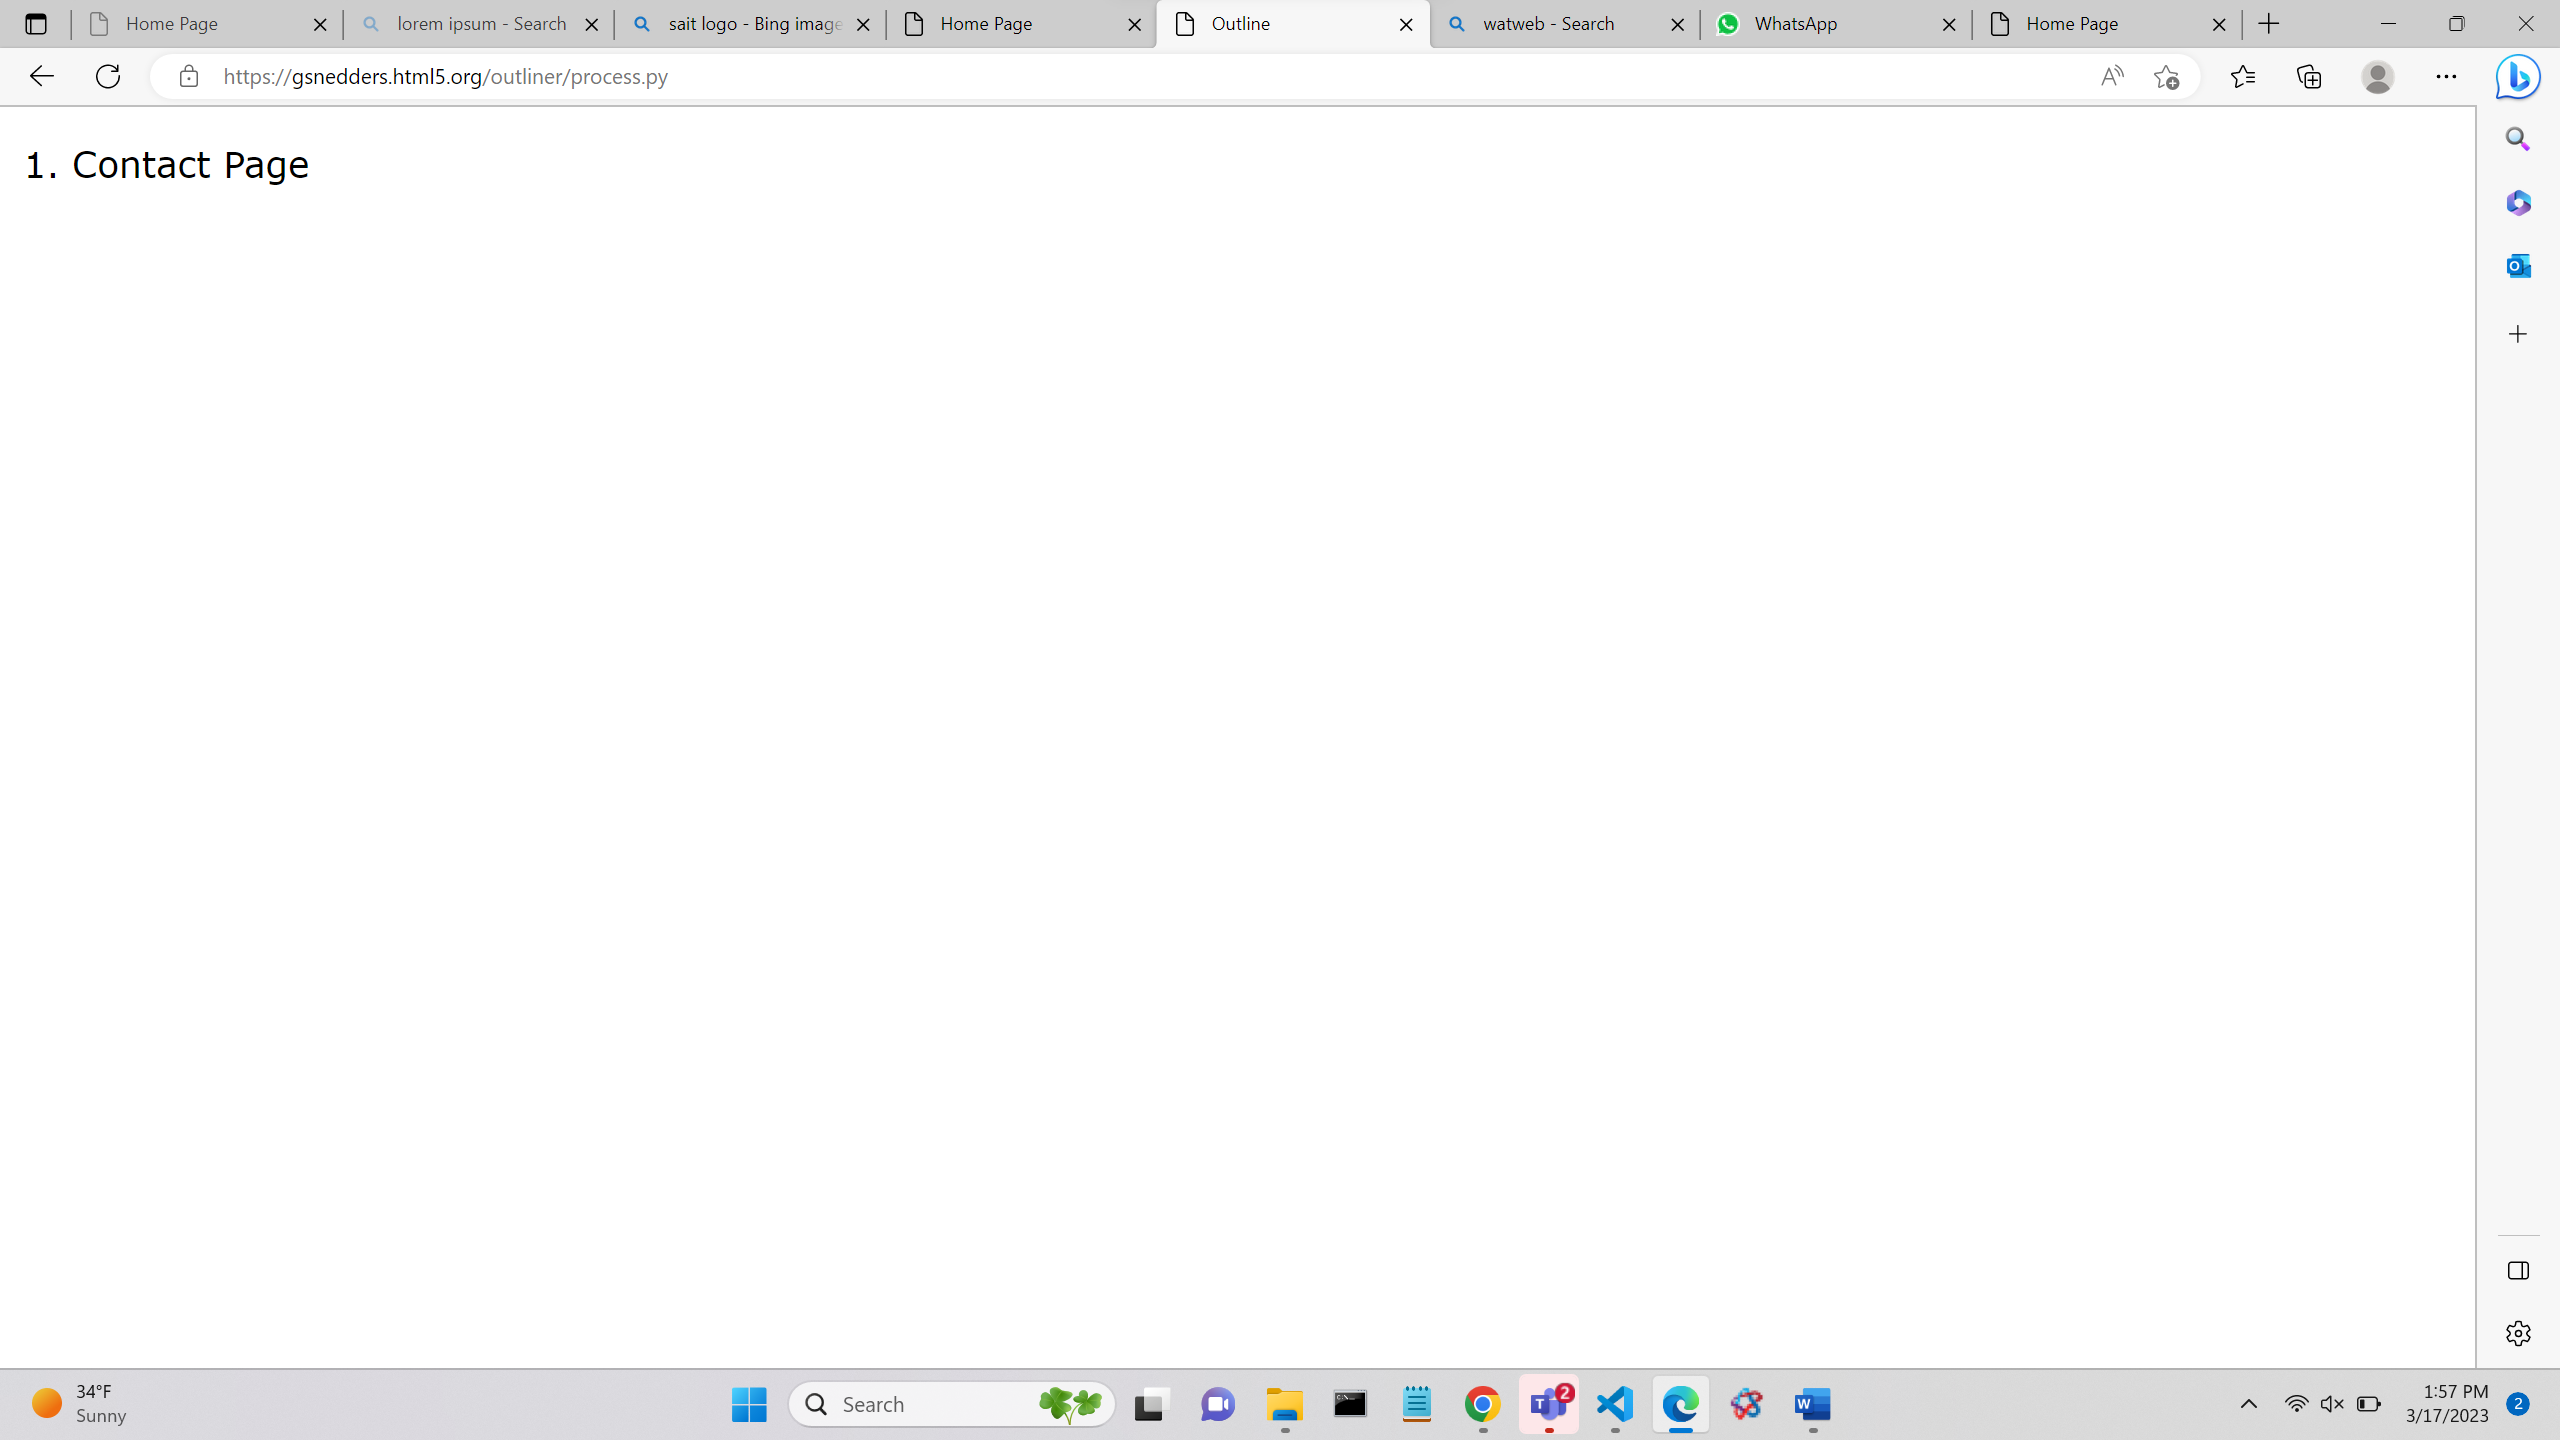 Home Page
lorem ipsum - Search
sait logo - Bing image
Home Page
Outline
watweb - Search
WhatsApp
Home Page
https://gsnedders.html5.org/outliner/process.py
1. Contact Page
34°F
Sunny
Search
2
1:57 PM
3/17/2023
2